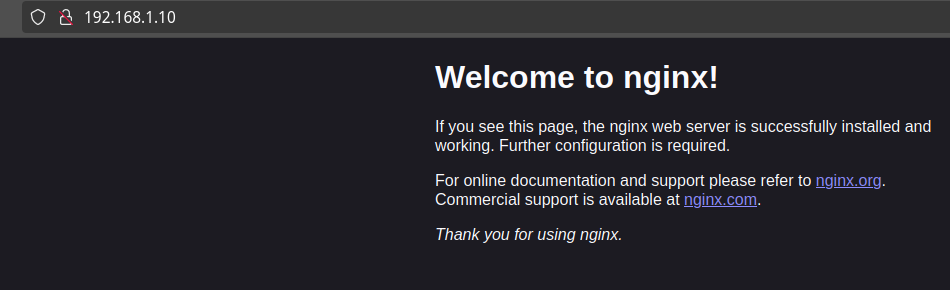 192.168.1.10
Welcome to nginx!
If you see this page, the nginx web server is successfully installed and
working. Further configuration is required.
For online documentation and support please refer to nginx.org.
Commercial support is available at nginx.com.
Thank you for using nginx.